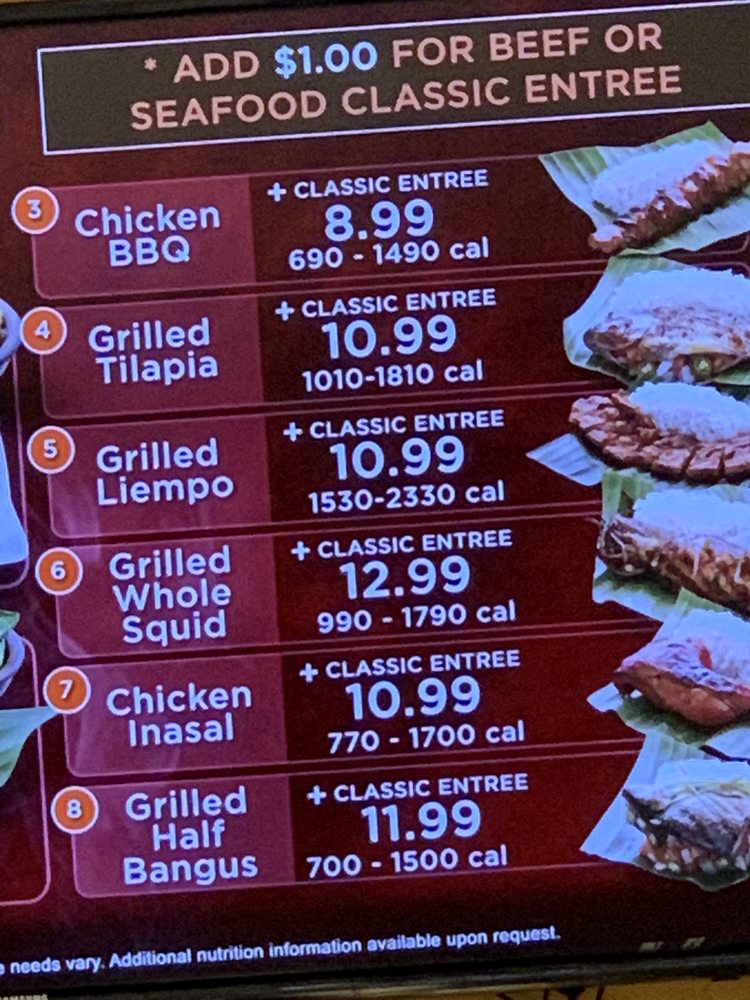 * ADD $1.00 FOR BEEF OR
SEAFOOD CLASSIC ENTREE
3
Chicken
BBQ
+ CLASSIC ENTREE
8.99
690 - 1490 cal
4
Grilled
Tilapia
+ CLASSIC ENTREE
10.99
1010-1810 cal
5
Grilled
Liempo
+ CLASSIC ENTREE
10.99
1530-2330 cal
6
Grilled
Whole
Squid
+ CLASSIC ENTREE
12.99
990 - 1790 cal
7
Chicken
Inasal
+ CLASSIC ENTREE
10.99
770 - 1700 cal
8
Grilled
Half
Bangus
+ CLASSIC ENTREE
11.99
700 - 1500 cal
needs vary. Additional nutrition information available upon request.
SAMSUNG